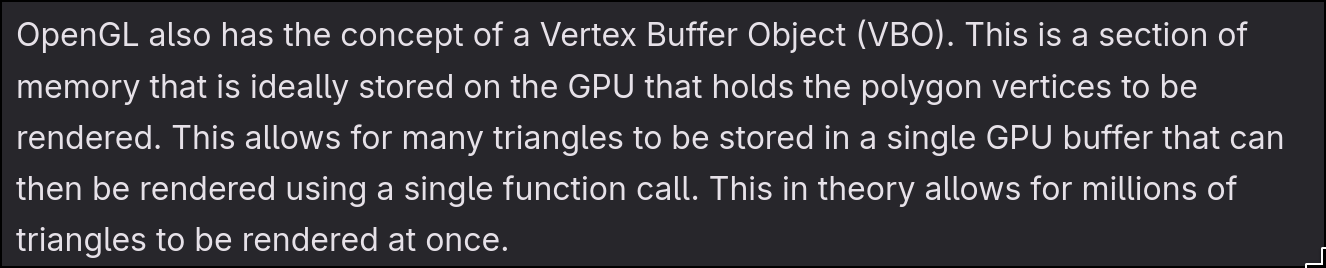 OpenGL also has the concept of a Vertex Buffer Object (VBO). This is a section of
memory that is ideally stored on the GPU that holds the polygon vertices to be
rendered. This allows for many triangles to be stored in a single GPU buffer that can
then be rendered using a single function call. This in theory allows for millions of
triangles to be rendered at once.